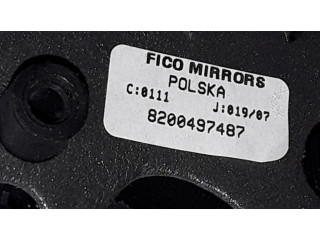 FICO MIRRORS
POLSKA
C:0111 J:019/07
8200497487